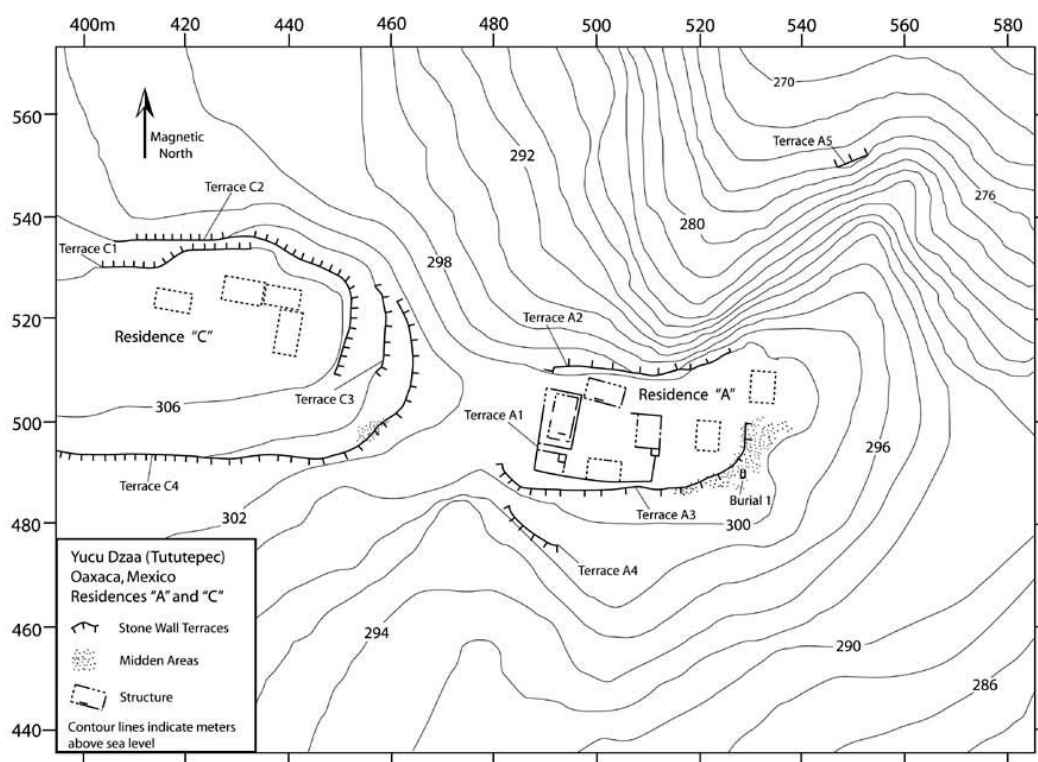 400m 420 440 460 480 500 520 540 560 580
560
540
520
500
480
460
440
Magnetic
North
270
Terrace A5
292
276
280
Terrace C2
Terrace C1
298
Terrace A2
Residence "C"
Residence "A"
306
Terrace C3
Terrace A1
296
Terrace C4
Burial 1
302
Terrace A3
300
Terrace A4
294
290
286
Yucu Dzaa (Tututepec)
Oaxaca, Mexico
Residences "A" and "C"
Stone Wall Terraces
Midden Areas
Structure
Contour lines indicate meters
above sea level